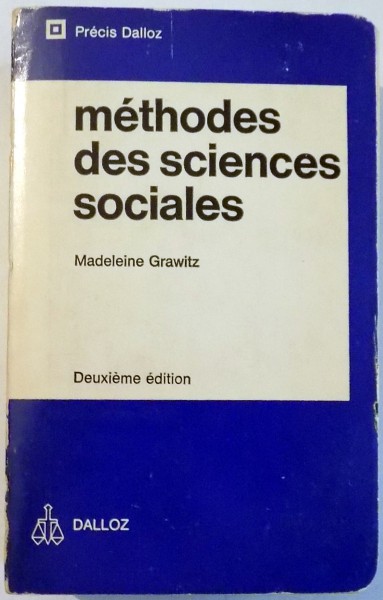 Précis Dalloz
méthodes
des sciences
sociales
Madeleine Grawitz
Deuxième édition
DALLOZ